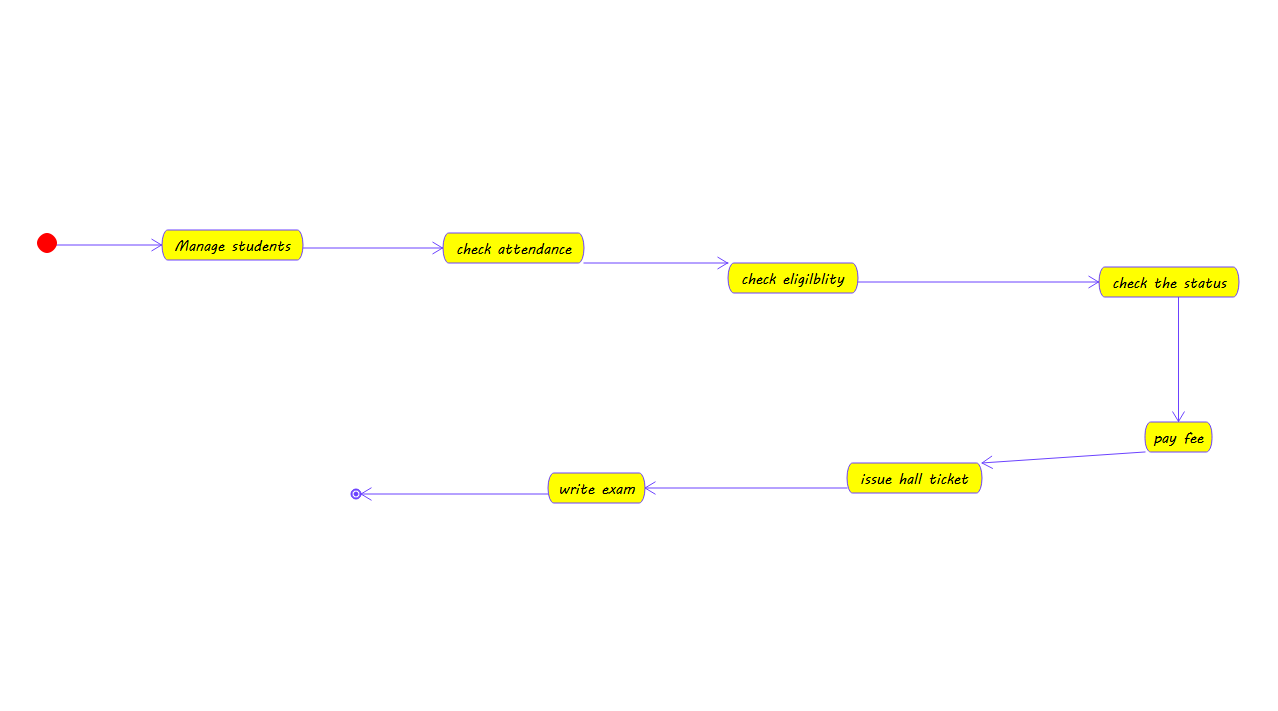 Manage students
check attendance
check eligilblity
check the status
pay fee
issue hall ticket
write exam